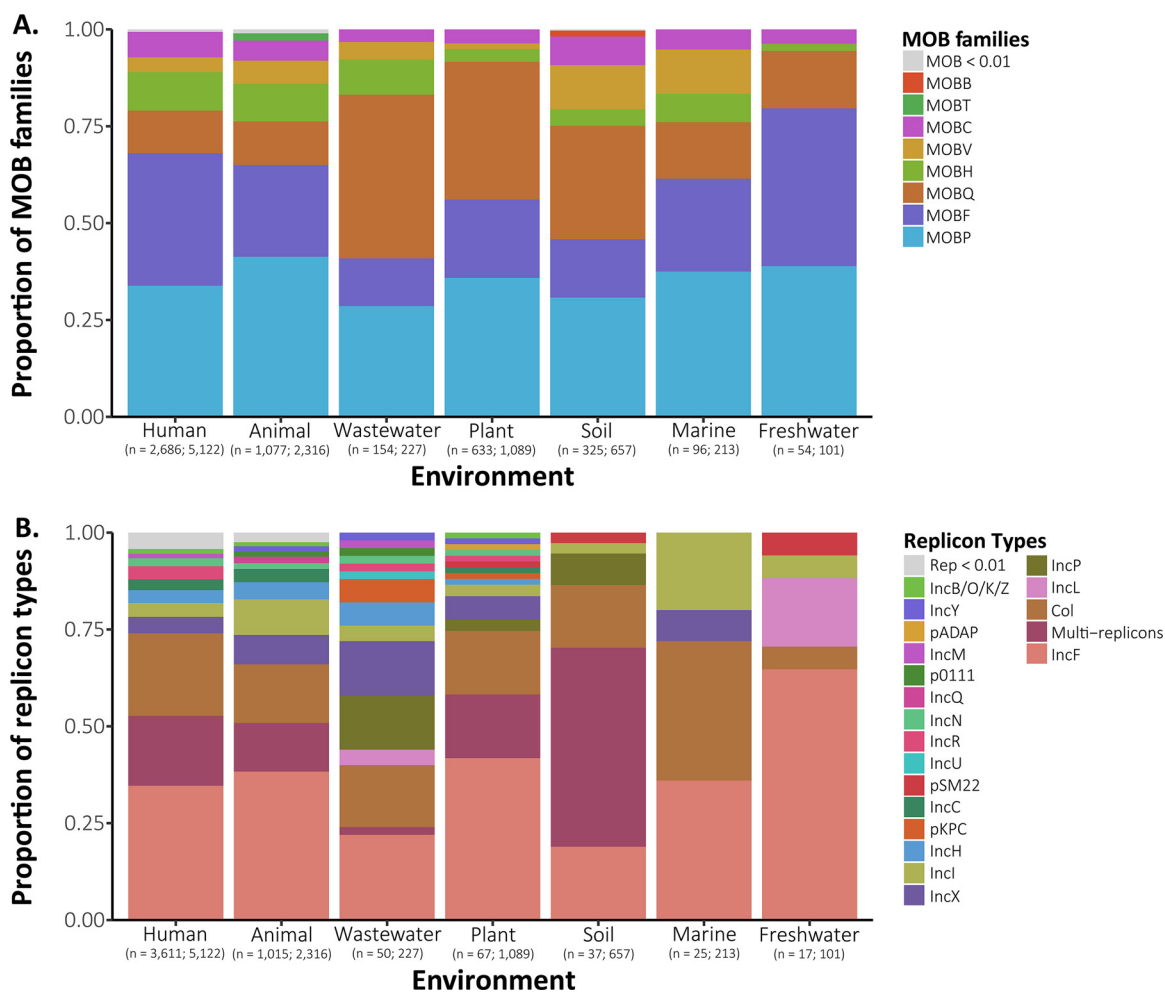 A.
Proportion of MOB families
1.00
0.75
0.50
0.25
0.00
Human
(n = 2,686; 5,122)
Animal
(n = 1,077; 2,316)
Wastewater
(n = 154; 227)
Plant
(n = 633; 1,089)
Soil
(n = 325; 657)
Marine
(n = 96; 213)
Freshwater
(n = 54; 101)
Environment
MOB families
MOB < 0.01
MOBB
MOBT
MOBC
MOBV
MOBH
MOBQ
MOBF
MOBP
B.
Proportion of replicon types
1.00
0.75
0.50
0.25
0.00
Human
(n = 3,611; 5,122)
Animal
(n = 1,015; 2,316)
Wastewater
(n = 50; 227)
Plant
(n = 67; 1,089)
Soil
(n = 37; 657)
Marine
(n = 25; 213)
Freshwater
(n = 17; 101)
Environment
Replicon Types
Rep < 0.01
IncB/O/K/Z
IncY
pADAP
IncM
p0111
IncQ
IncN
IncR
IncU
pSM22
IncC
pKPC
IncH
IncI
IncX
IncP
IncL
Col
Multi−replicons
IncF